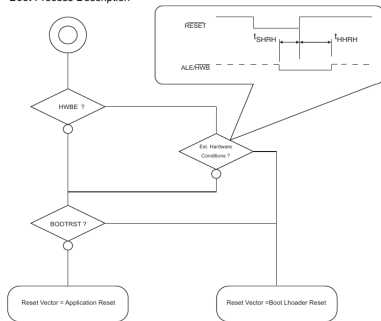 Boot Process Description
RESET
tSHRH
tHHRH
ALE/HWB
HWBE ?
Ext. Hardware
Conditions ?
BOOTRST ?
Reset Vector = Application Reset
Reset Vector =Boot Lhoader Reset